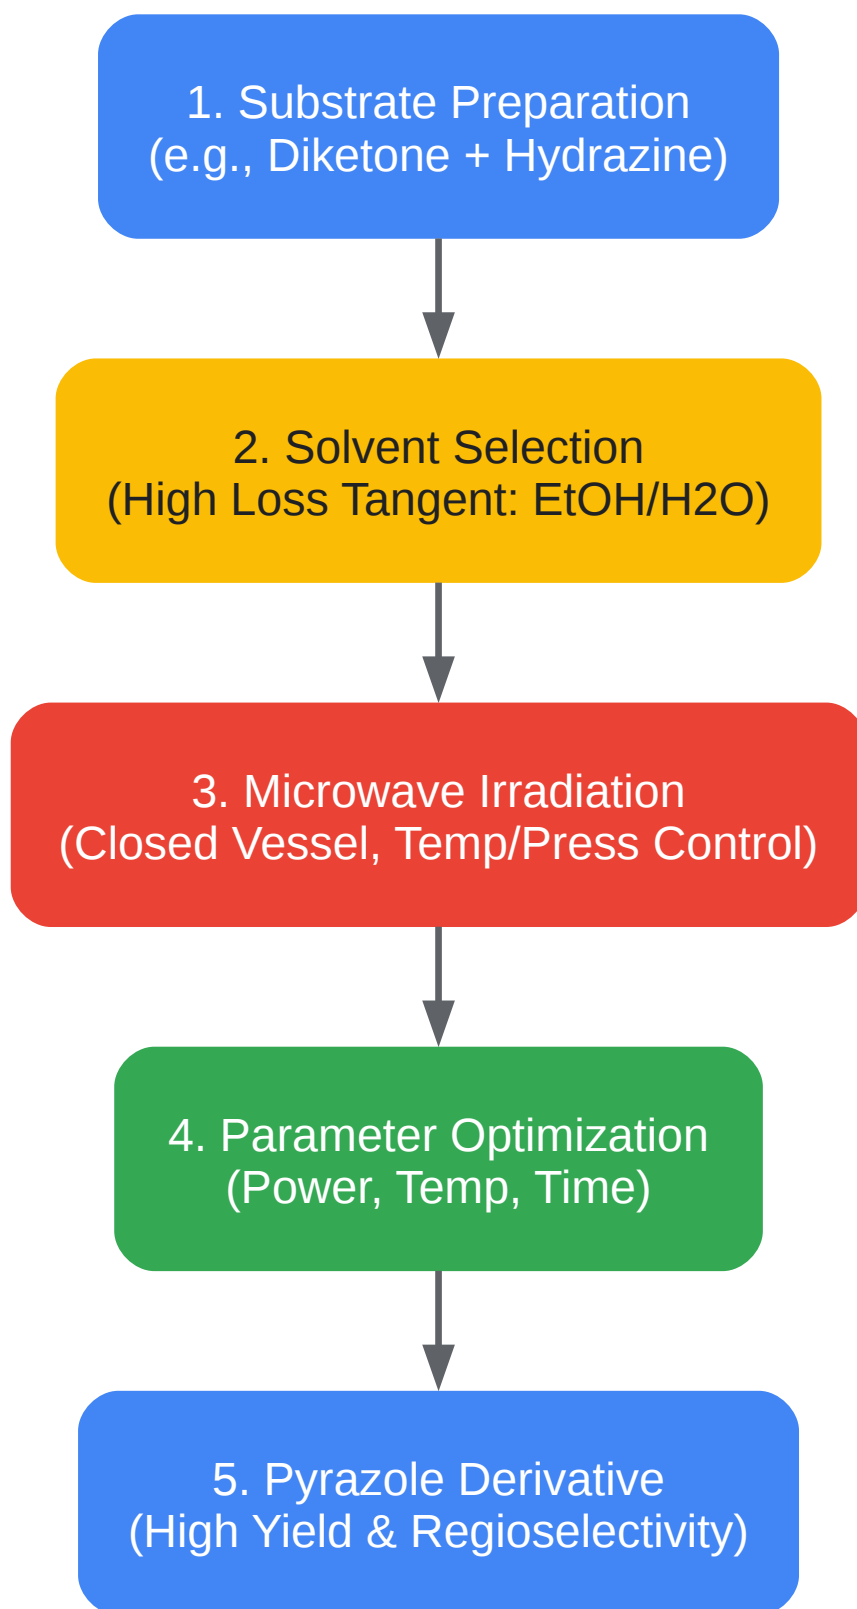 1. Substrate Preparation
(e.g., Diketone + Hydrazine)
2. Solvent Selection
(High Loss Tangent: EtOH/H2O)
3. Microwave Irradiation
(Closed Vessel, Temp/Press Control)
4. Parameter Optimization
(Power, Temp, Time)
5. Pyrazole Derivative
(High Yield & Regioselectivity)